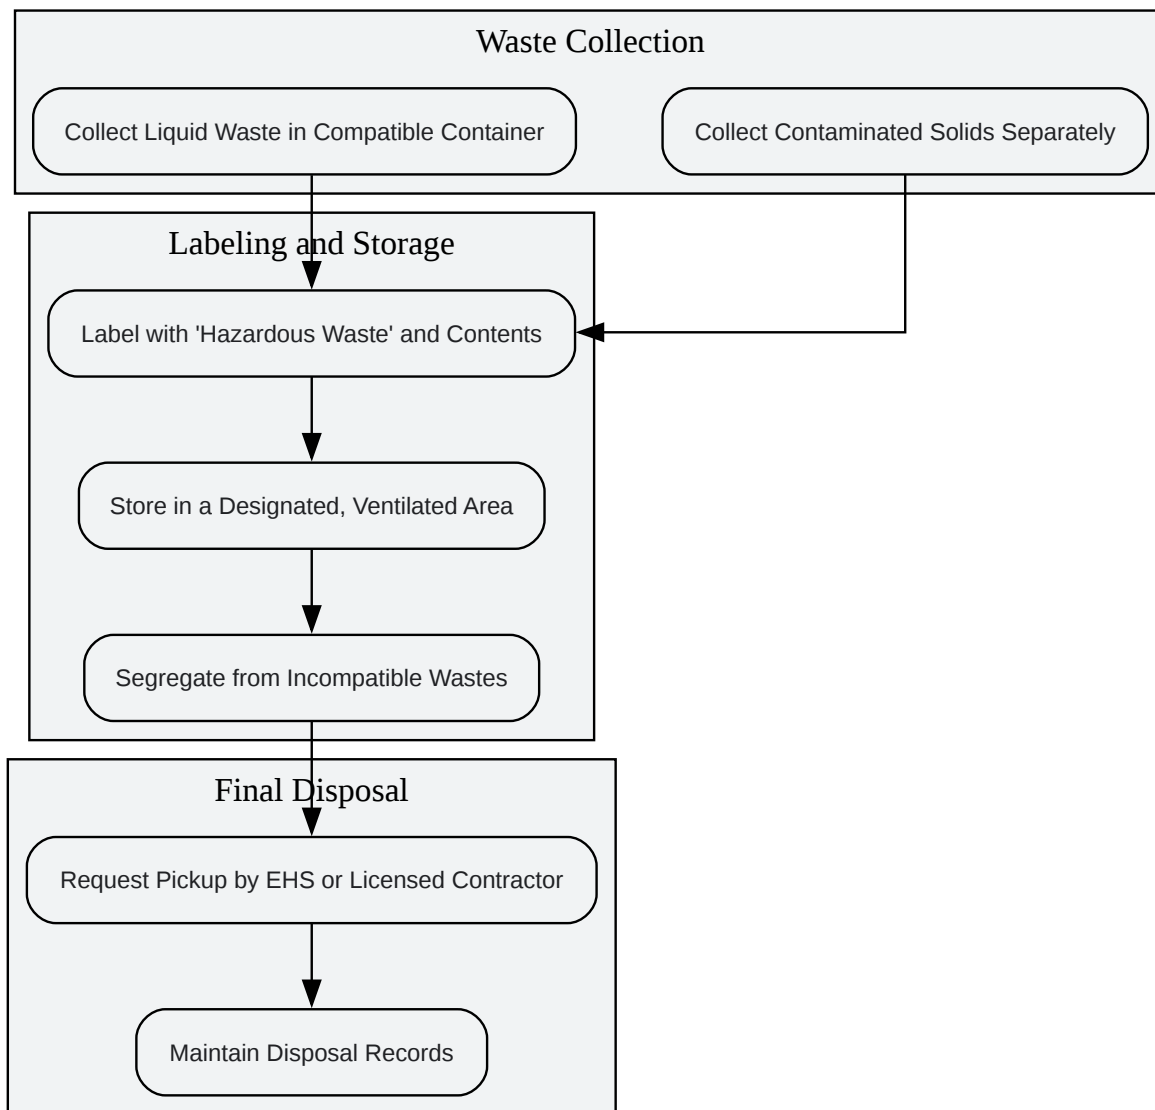 Waste Collection
Collect Liquid Waste in Compatible Container
Collect Contaminated Solids Separately
Labeling and Storage
Label with 'Hazardous Waste' and Contents
Store in a Designated, Ventilated Area
Segregate from Incompatible Wastes
Final Disposal
Request Pickup by EHS or Licensed Contractor
Maintain Disposal Records